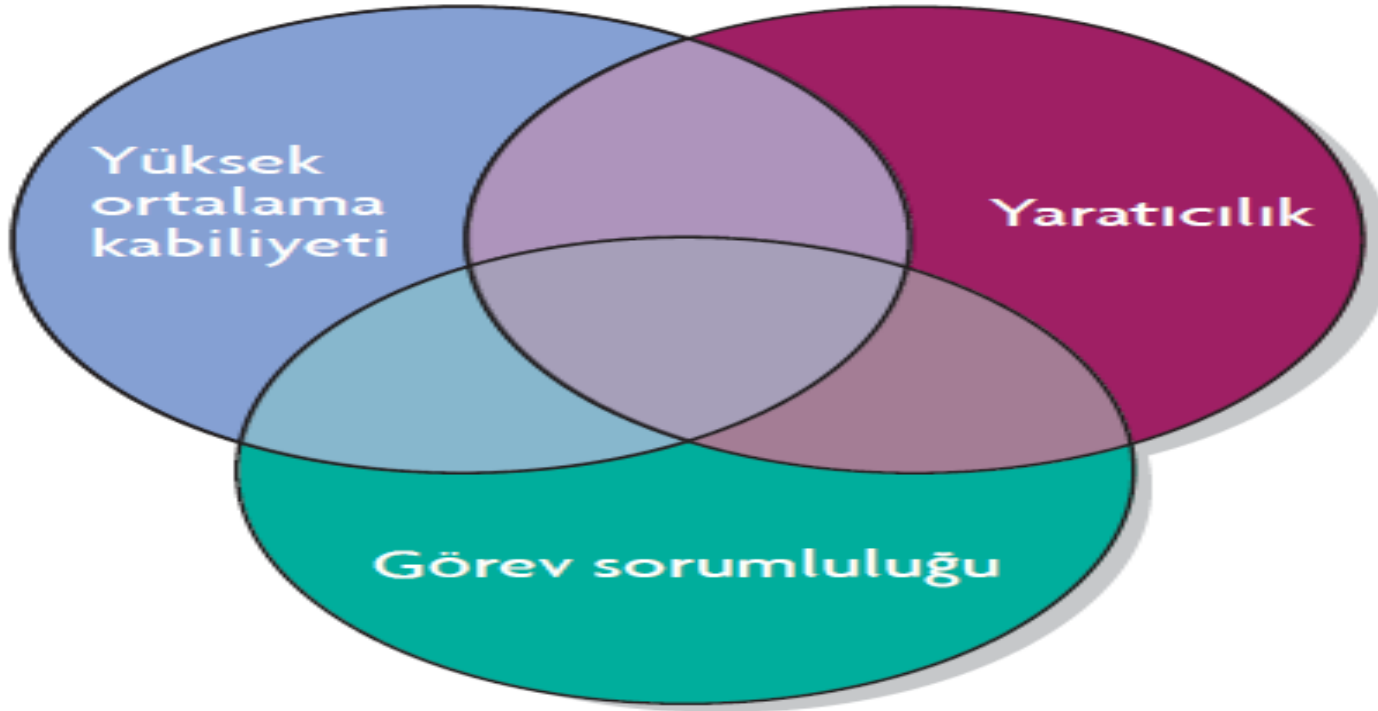 Yüksek
ortalama
kabiliyeti
Yaratıcılık
Görev sorumluluğu